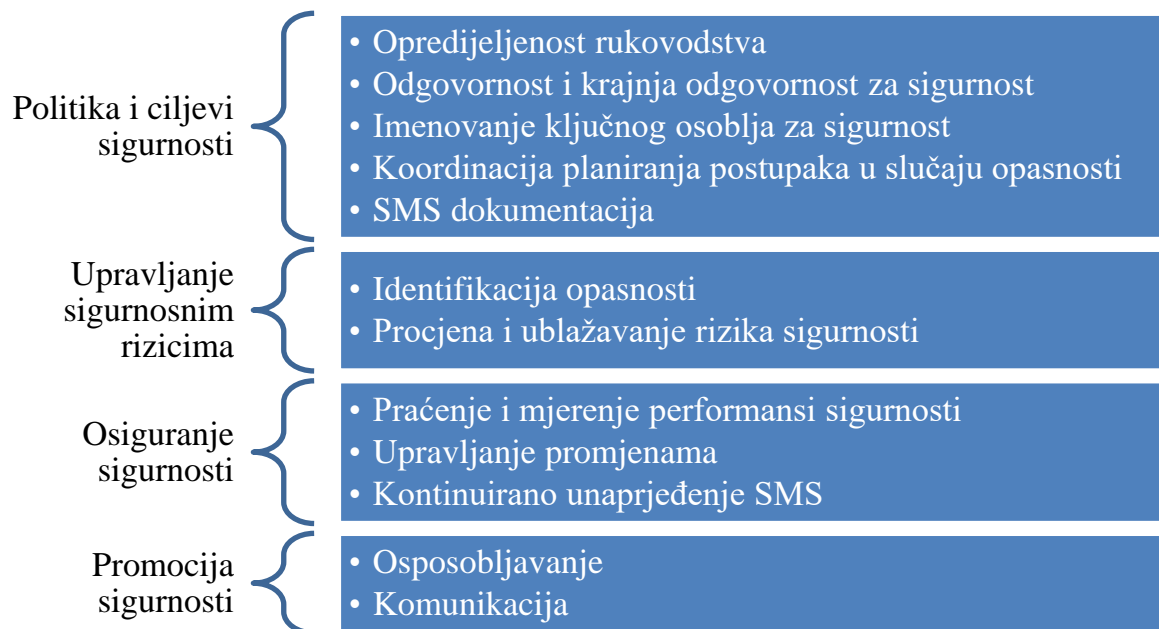 Politika i ciljevi
sigurnosti
• Opredijeljenost rukovodstva
• Odgovornost i krajnja odgovornost za sigurnost
• Imenovanje ključnog osoblja za sigurnost
• Koordinacija planiranja postupaka u slučaju opasnosti
• SMS dokumentacija
Upravljanje
sigurnosnim
rizicima
• Identifikacija opasnosti
• Procjena i ublažavanje rizika sigurnosti
Osiguranje
sigurnosti
• Praćenje i mjerenje performansi sigurnosti
• Upravljanje promjenama
• Kontinuirano unaprjeđenje SMS
Promocija
sigurnosti
• Osposobljavanje
• Komunikacija